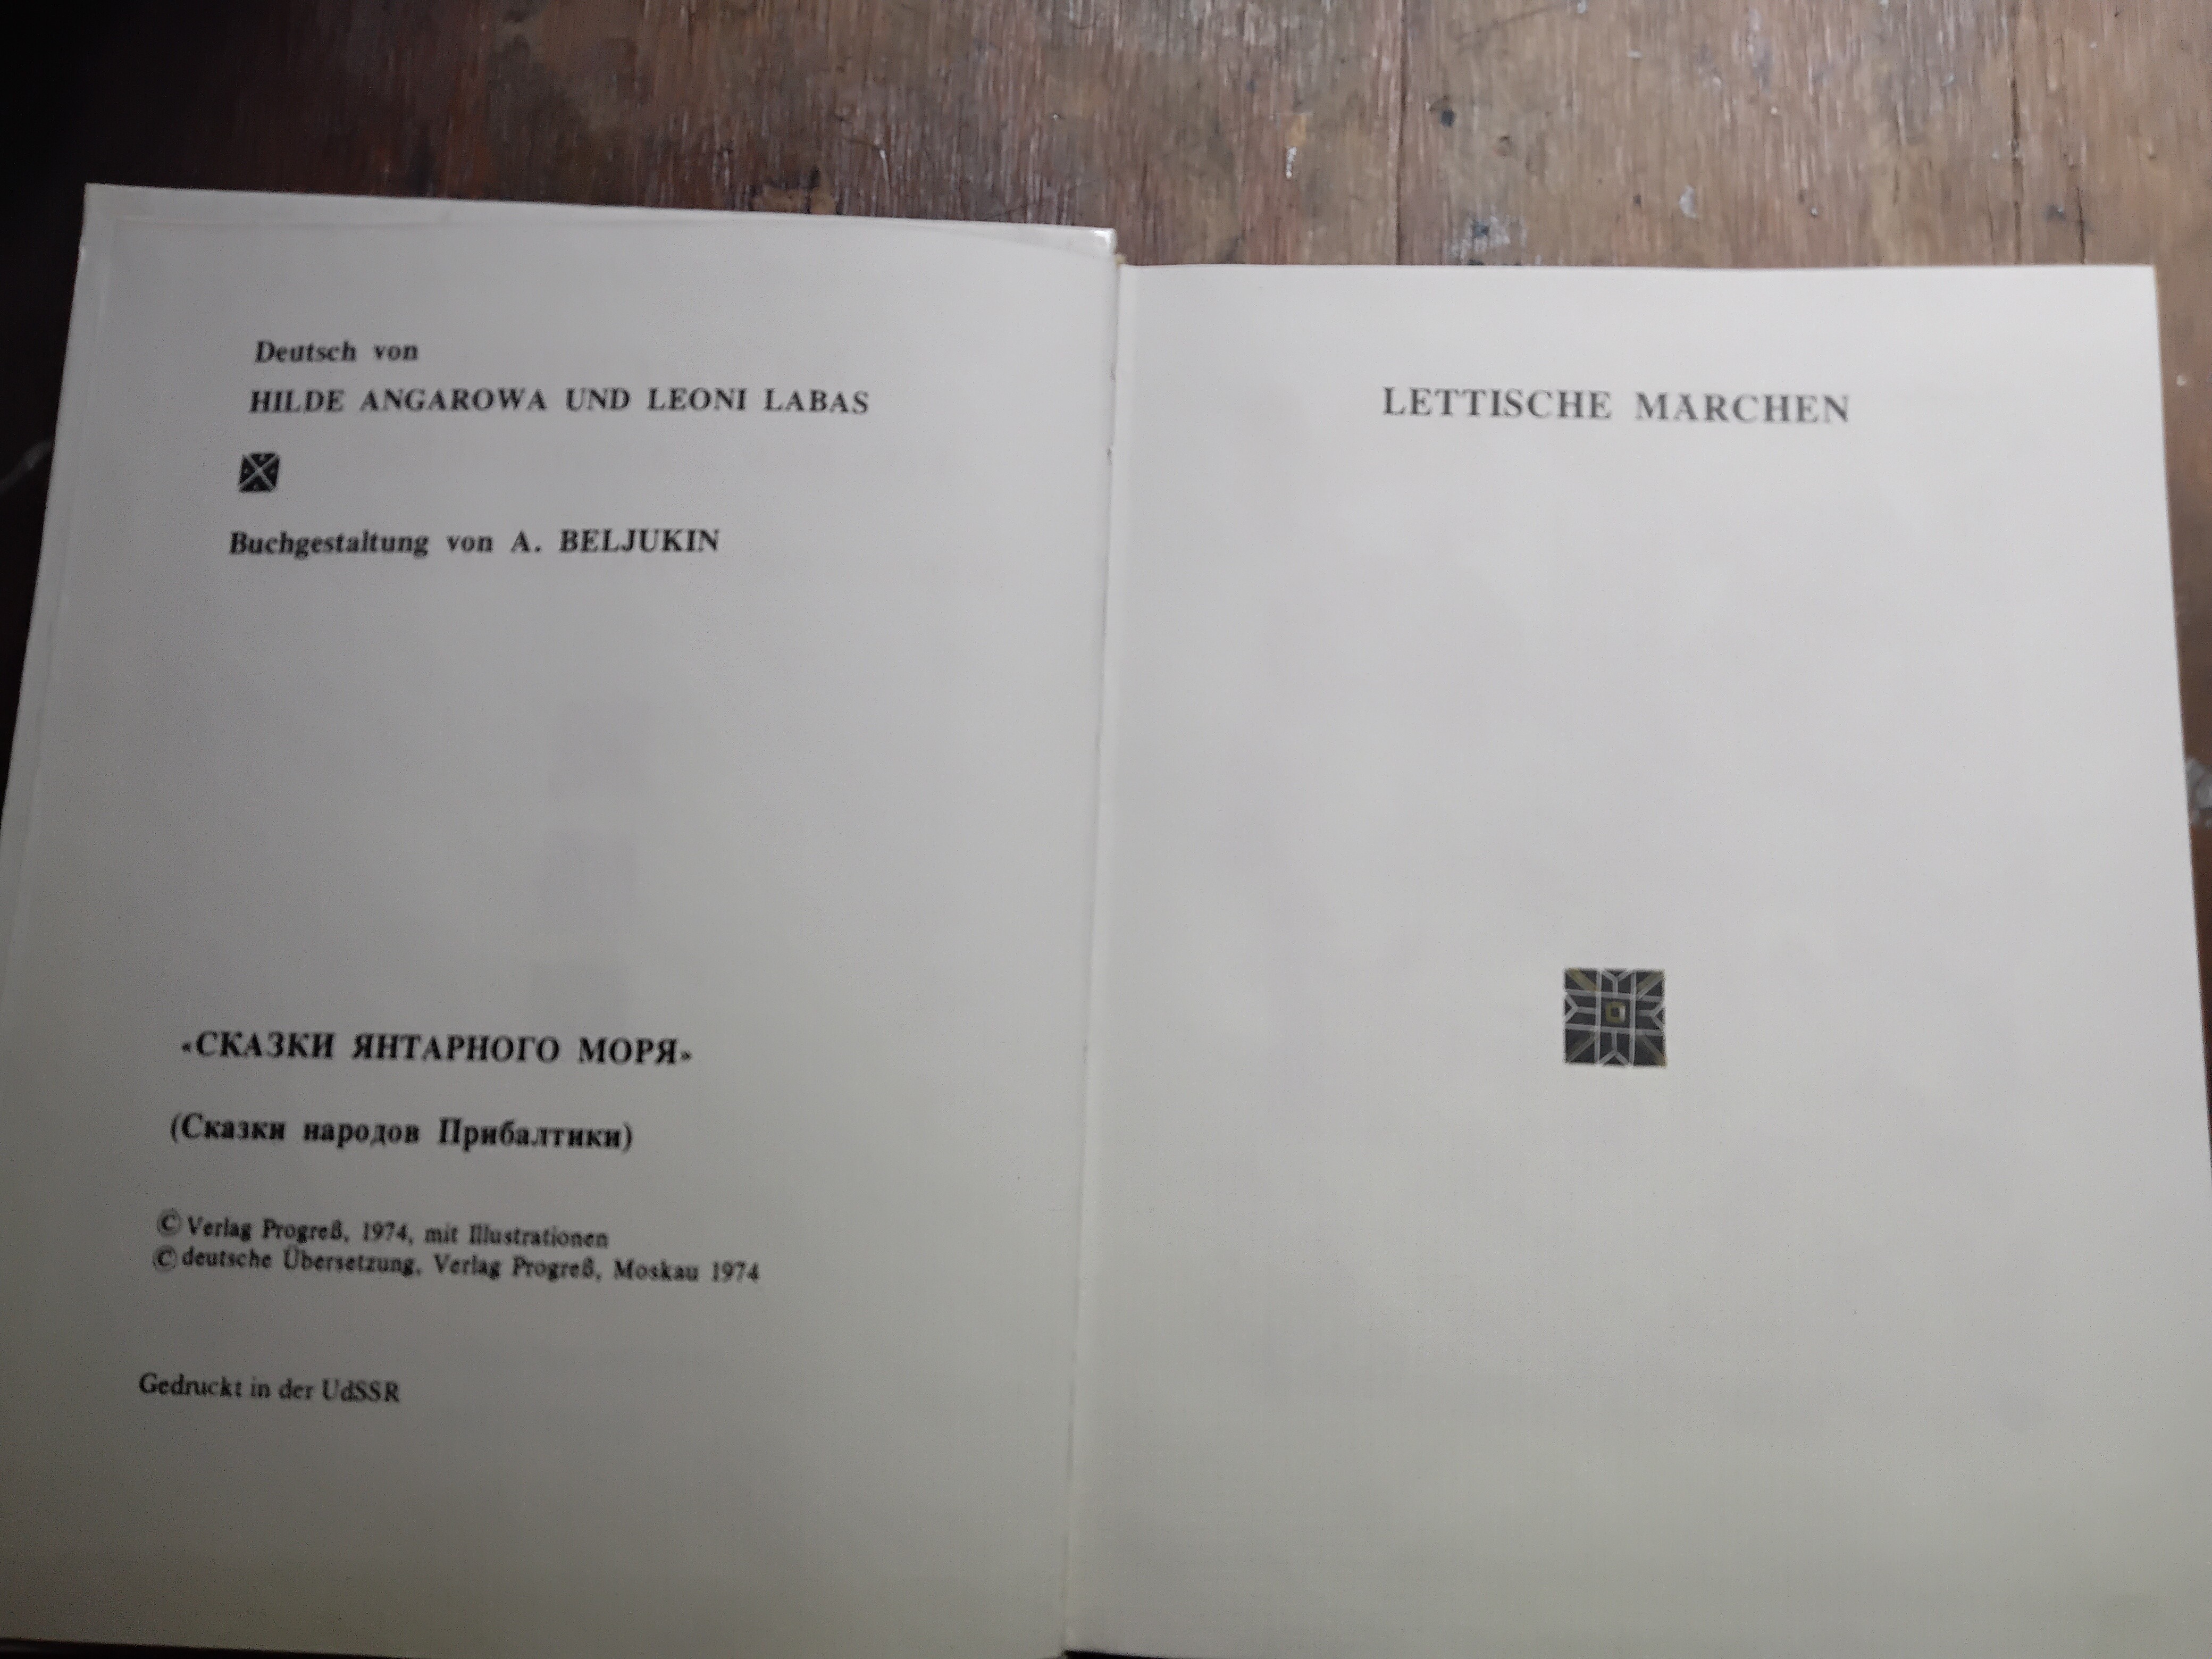 Deutsch von
HILDE ANGAROWA UND LEONI LABAS
Buchgestaltung von A. BELJUKIN
«СКАЗКИ ЯНТАРНОГО МОРЯ»
(Сказки народов Прибалтики)
© Verlag Progreß, 1974, mit Illustrationen
© deutsche Übersetzung, Verlag Progreß, Moskau 1974
Gedruckt in der UdSSR
LETTISCHE MÄRCHEN